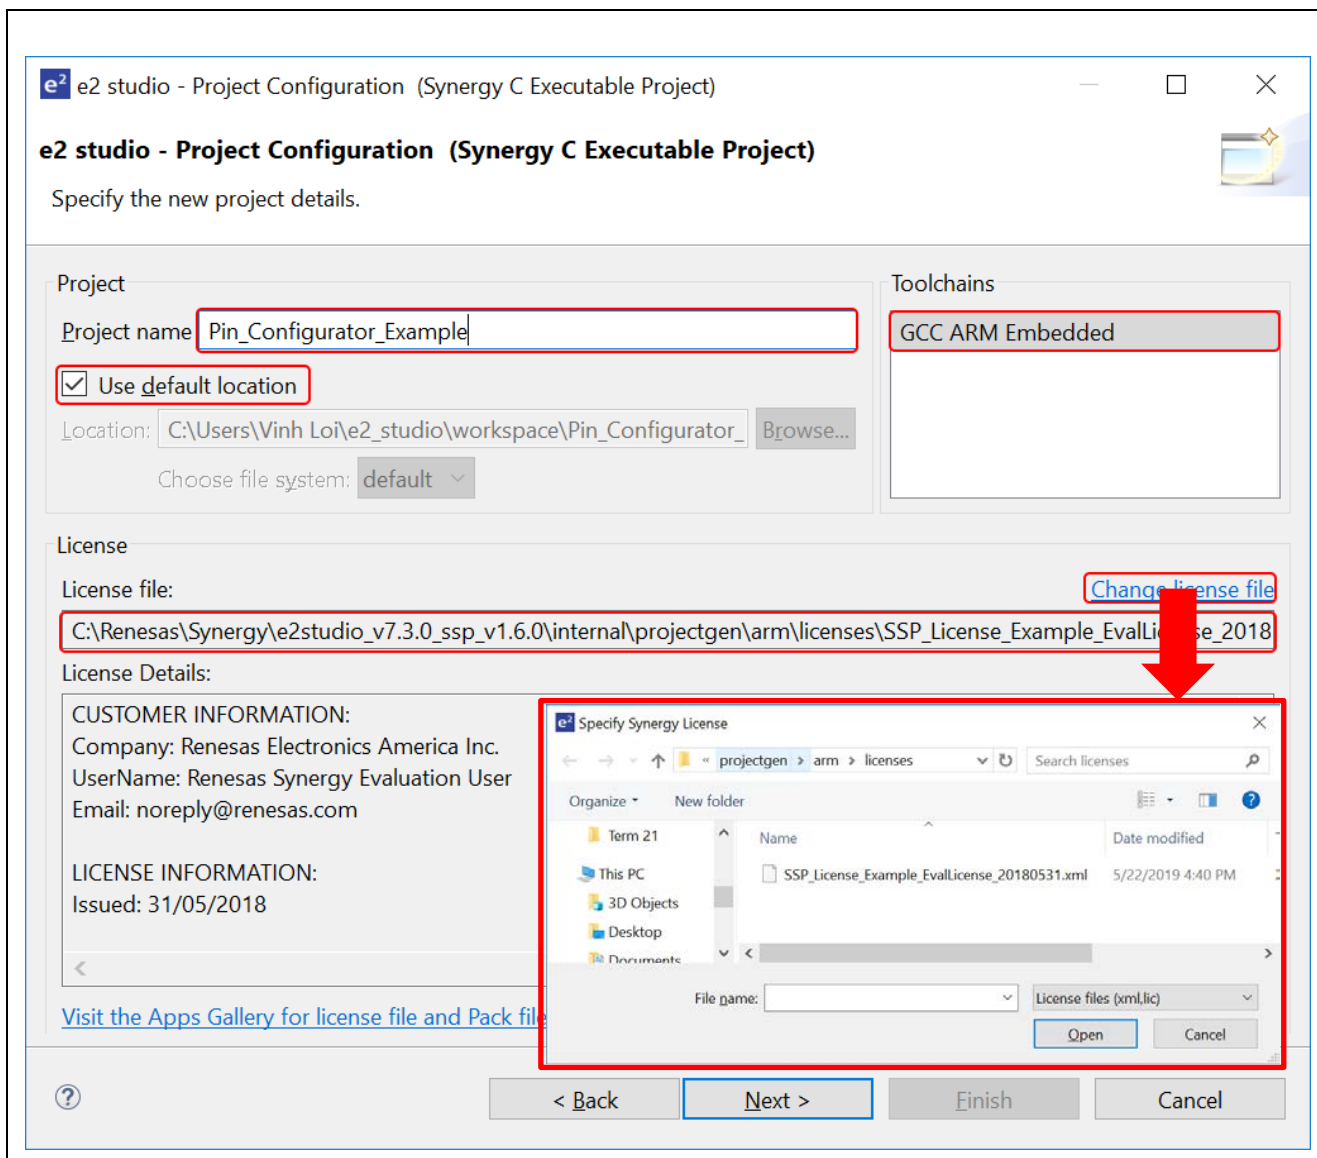 e2 e2 studio - Project Configuration (Synergy C Executable Project)
e2 studio - Project Configuration (Synergy C Executable Project)
Specify the new project details.
Project
Project name Pin_Configurator_Example
Use default location
Location: C:\Users\Vinh Loi\e2_studio\workspace\Pin_Configurator_ Browse...
Choose file system: default
Toolchains
GCC ARM Embedded
License
License file: Change license file
C:\Renesas\Synergy\e2studio_v7.3.0_ssp_v1.6.0\internal\projectgen\arm\licenses\SSP_License_Example_EvalLicense_2018
License Details:
CUSTOMER INFORMATION:
Company: Renesas Electronics America Inc.
UserName: Renesas Synergy Evaluation User
Email: noreply@renesas.com
LICENSE INFORMATION:
Issued: 31/05/2018
Visit the Apps Gallery for license file and Pack file
e2 Specify Synergy License
« projectgen > arm > licenses Search licenses
Organize New folder
Term 21
This PC
3D Objects
Desktop
Documents
Name Date modified
SSP_License_Example_EvalLicense_20180531.xml 5/22/2019 4:40 PM
File name: License files (xml,lic)
Open Cancel
? < Back Next > Finish Cancel